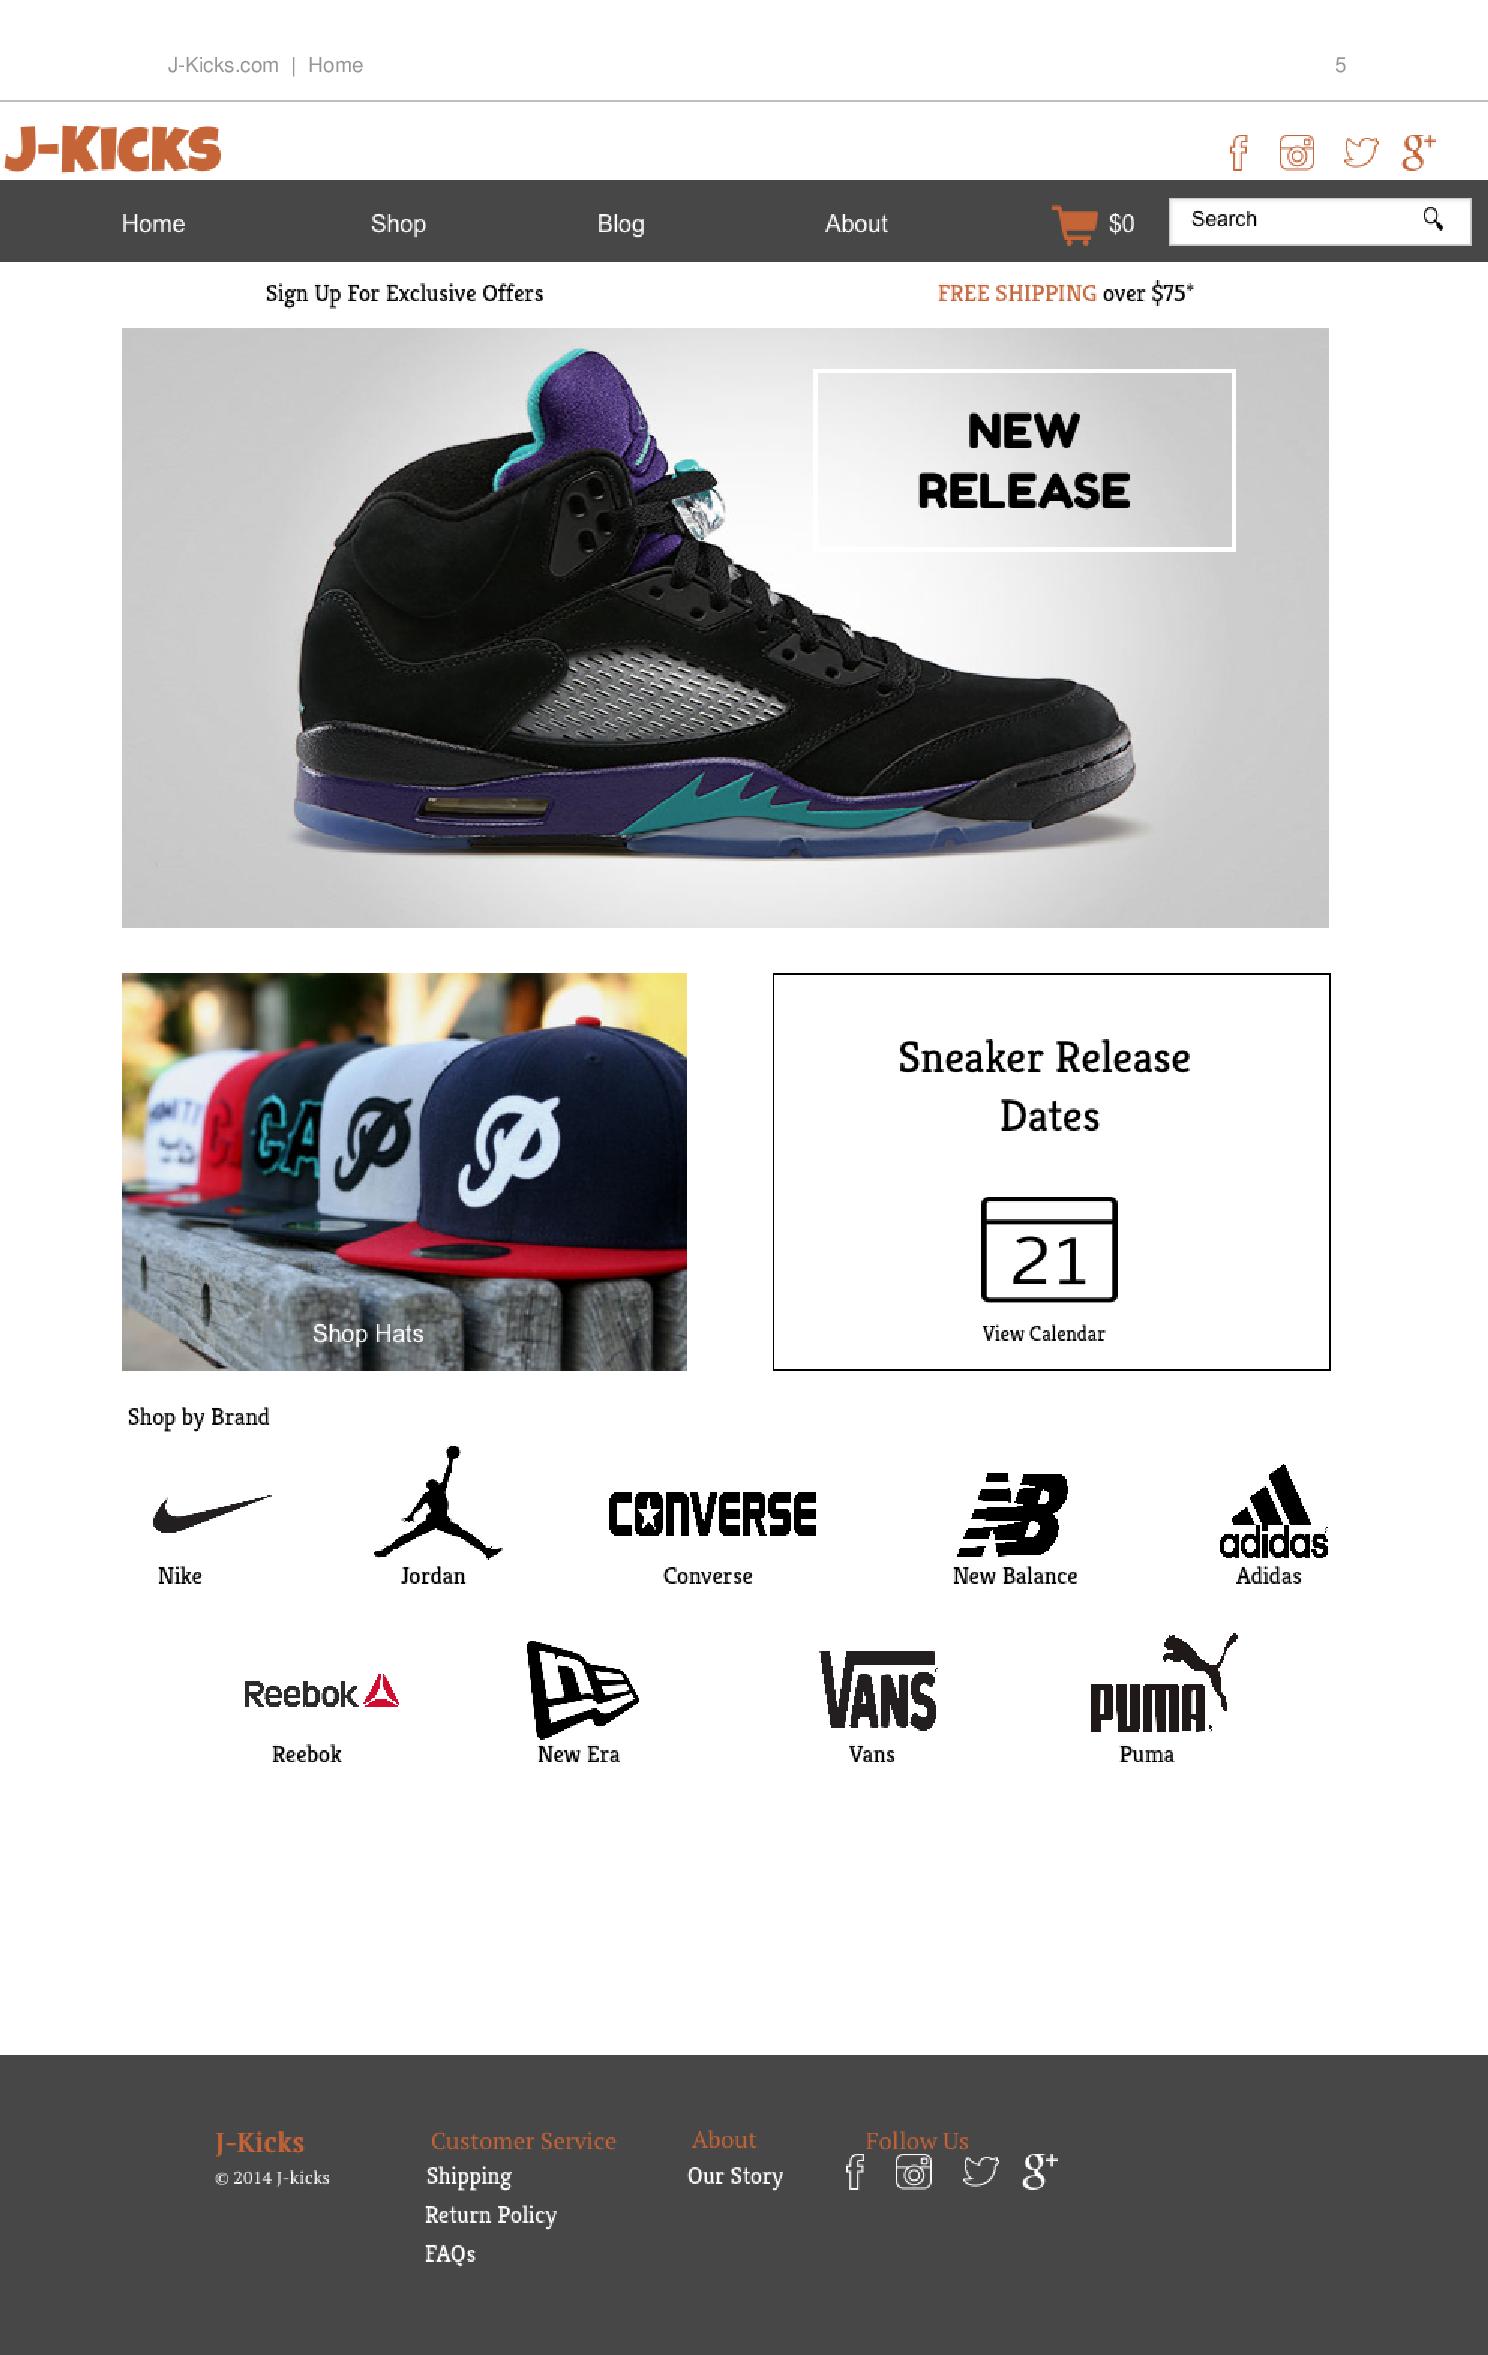 J-Kicks.com | Home 5
J-KICKS
Home Shop Blog About $0 Search
Sign Up For Exclusive Offers FREE SHIPPING over $75*
NEW
RELEASE
Sneaker Release
Dates
CA
21
Shop Hats
View Calendar
Shop by Brand
CONVERSE
NB
adidas
Nike Jordan Converse New Balance Adidas
Reebok
VANS
PUMA
Reebok New Era Vans Puma
J-Kicks
© 2014 J-kicks
Customer Service
Shipping
Return Policy
FAQs
About
Our Story
Follow Us